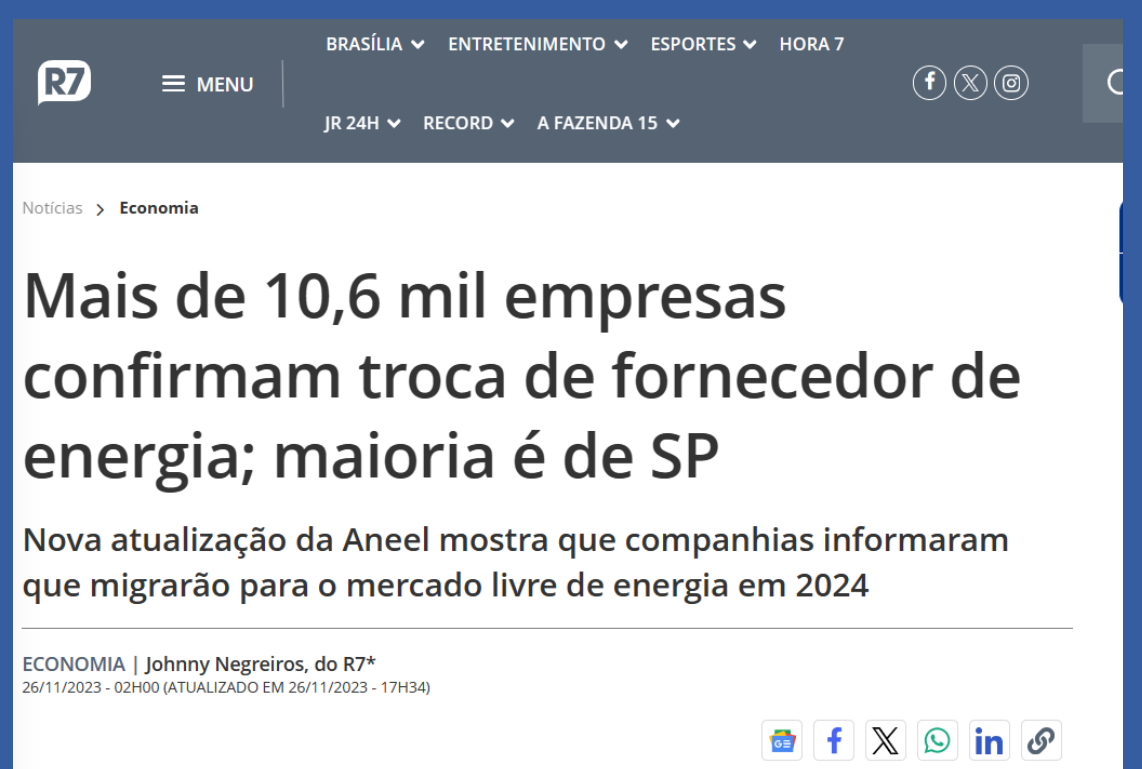 BRASÍLIA ENTRETENIMENTO ESPORTES HORA 7
R7
MENU
JR 24H RECORD A FAZENDA 15
Notícias > Economia
Mais de 10,6 mil empresas
confirmam troca de fornecedor de
energia; maioria é de SP
Nova atualização da Aneel mostra que companhias informaram
que migrarão para o mercado livre de energia em 2024
ECONOMIA | Johnny Negreiros, do R7*
26/11/2023 - 02H00 (ATUALIZADO EM 26/11/2023 - 17H34)